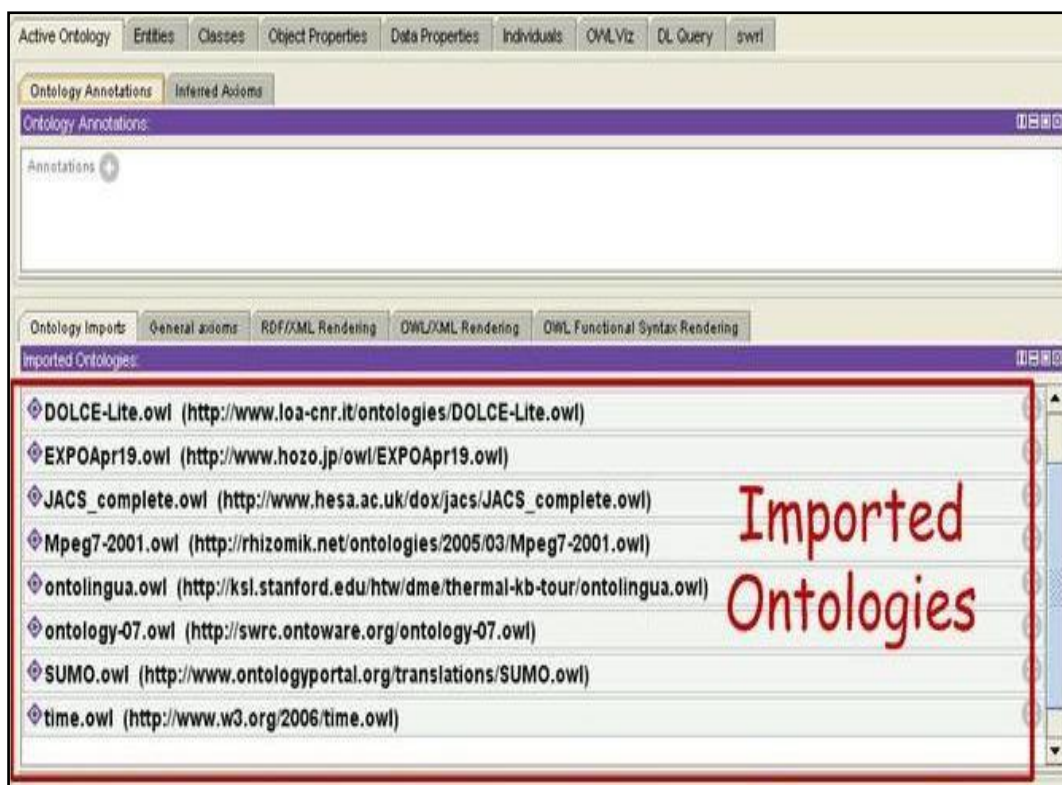 Active Ontology Entities Classes Object Properties Data Properties Individuals OWLViz DL Query swrl
Ontology Annotations Inferred Axioms
Ontology Annotations:
Annotations
Ontology Imports General axioms RDF/XML Rendering OWL/XML Rendering OWL Functional Syntax Rendering
Imported Ontologies:
DOLCE-Lite.owl (http://www.loa-cnr.it/ontologies/DOLCE-Lite.owl)
EXPOApr19.owl (http://www.hozo.jp/owl/EXPOApr19.owl)
JACS_complete.owl (http://www.hesa.ac.uk/dox/jacs/JACS_complete.owl)
Mpeg7-2001.owl (http://rhizomik.net/ontologies/2005/03/Mpeg7-2001.owl)
ontolingua.owl (http://ksl.stanford.edu/htw/dme/thermal-kb-tour/ontolingua.owl)
ontology-07.owl (http://swrc.ontoware.org/ontology-07.owl)
SUMO.owl (http://www.ontologyportal.org/translations/SUMO.owl)
time.owl (http://www.w3.org/2006/time.owl)
Imported
Ontologies